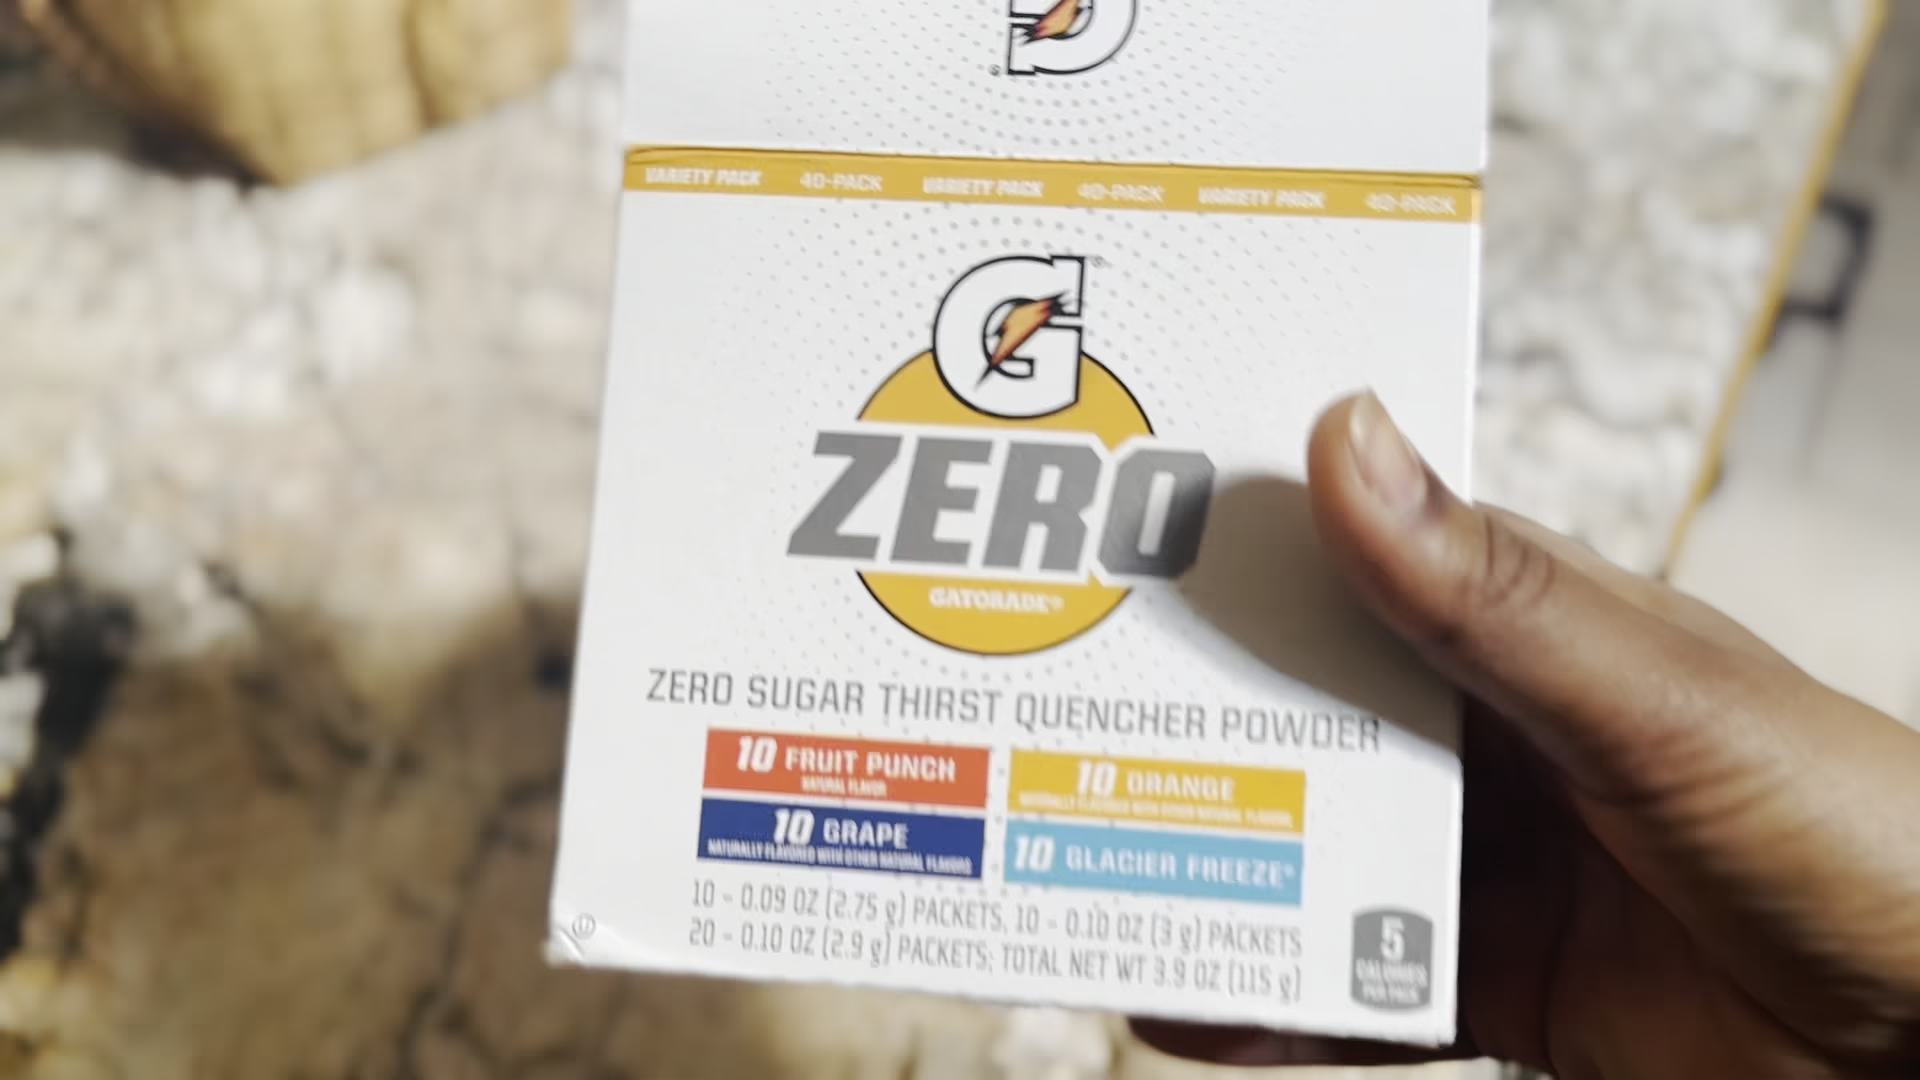 G
VARIETY PACK 40-PACK VARIETY PACK 40-PACK VARIETY PACK 40-PACK
G
ZERO
GATORADE®
ZERO SUGAR THIRST QUENCHER POWDER
10 FRUIT PUNCH
NATURAL FLAVOR
10 ORANGE
NATURALLY FLAVORED WITH OTHER NATURAL FLAVORS
10 GRAPE
NATURALLY FLAVORED WITH OTHER NATURAL FLAVORS
10 GLACIER FREEZE®
10 – 0.09 OZ (2.75 g) PACKETS, 10 – 0.10 OZ (3 g) PACKETS
20 – 0.10 OZ (2.9 g) PACKETS; TOTAL NET WT 3.9 OZ (115 g)
5
CALORIES
PER PACK